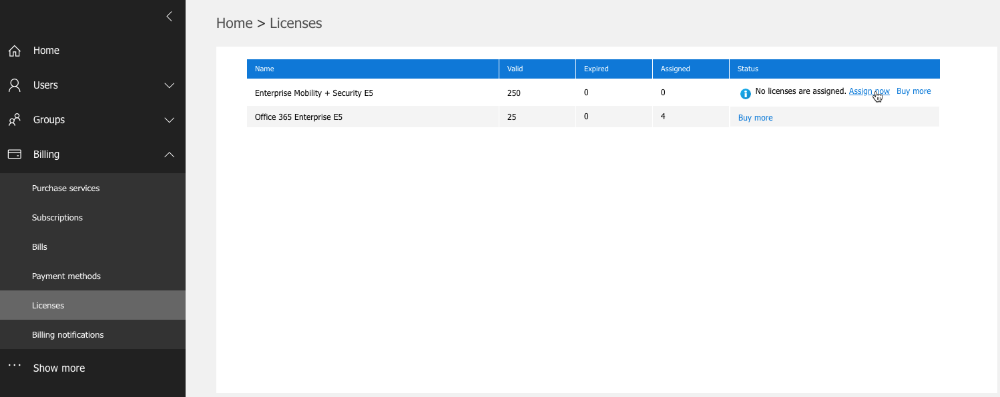 Home > Licenses
Home
Users
Groups
Billing
Purchase services
Subscriptions
Bills
Payment methods
Licenses
Billing notifications
Show more
Name Valid Expired Assigned Status
Enterprise Mobility + Security E5 250 0 0 No licenses are assigned. Assign now Buy more
Office 365 Enterprise E5 25 0 4 Buy more